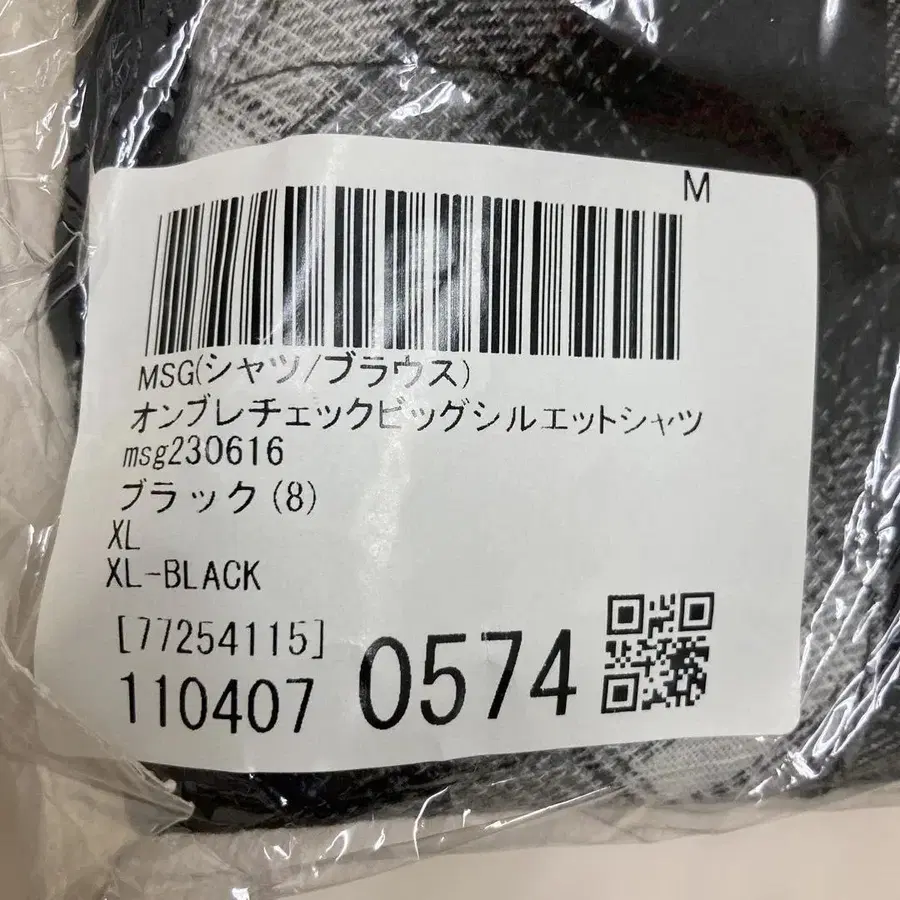 M
MSG(シャツ/ブラウス)
オンブレチェックビッグシルエットシャツ
msg230616
ブラック(8)
XL
XL-BLACK
[77254115]
110407 0574